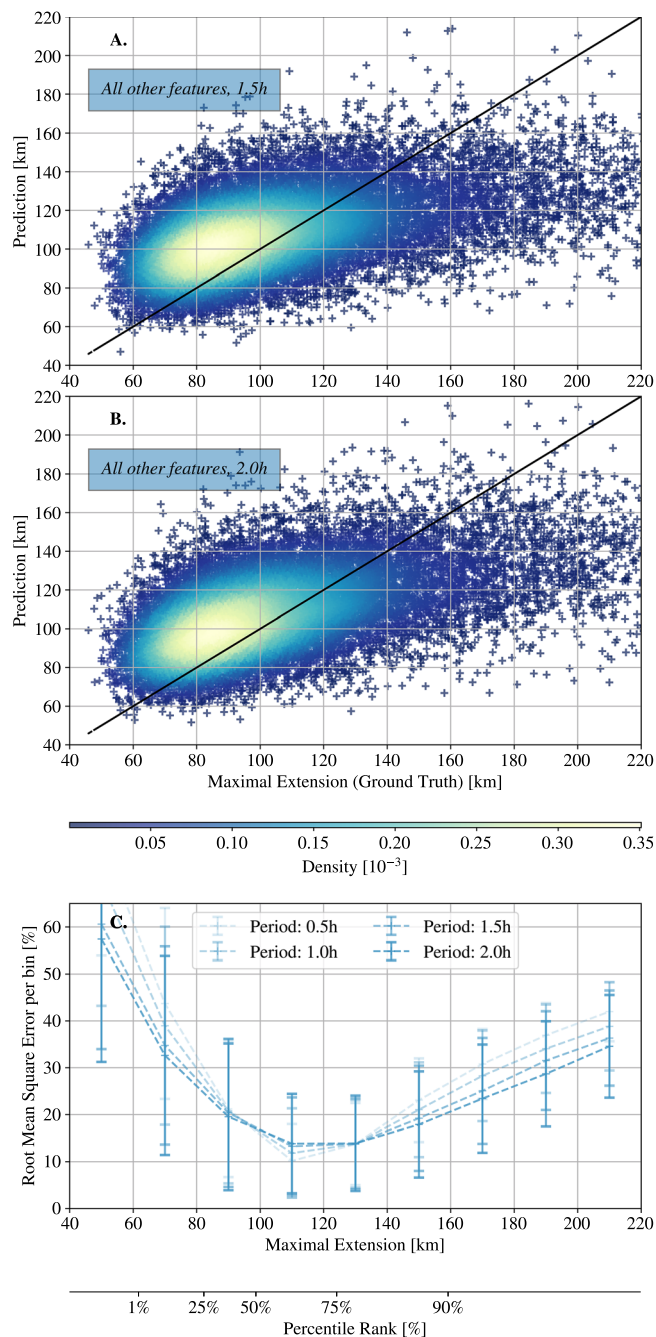 220
A.
200
All other features, 1.5h
180
160
140
Prediction [km]
120
100
80
60
40
40 60 80 100 120 140 160 180 200 220
220
B.
200
All other features, 2.0h
180
160
140
Prediction [km]
120
100
80
60
40
40 60 80 100 120 140 160 180 200 220
Maximal Extension (Ground Truth) [km]
0.05 0.10 0.15 0.20 0.25 0.30 0.35
Density [10⁻³]
C.
Period: 0.5h Period: 1.5h
Period: 1.0h Period: 2.0h
60
50
40
30
20
10
0
Root Mean Square Error per bin [%]
40 60 80 100 120 140 160 180 200 220
Maximal Extension [km]
1% 25% 50% 75% 90%
Percentile Rank [%]